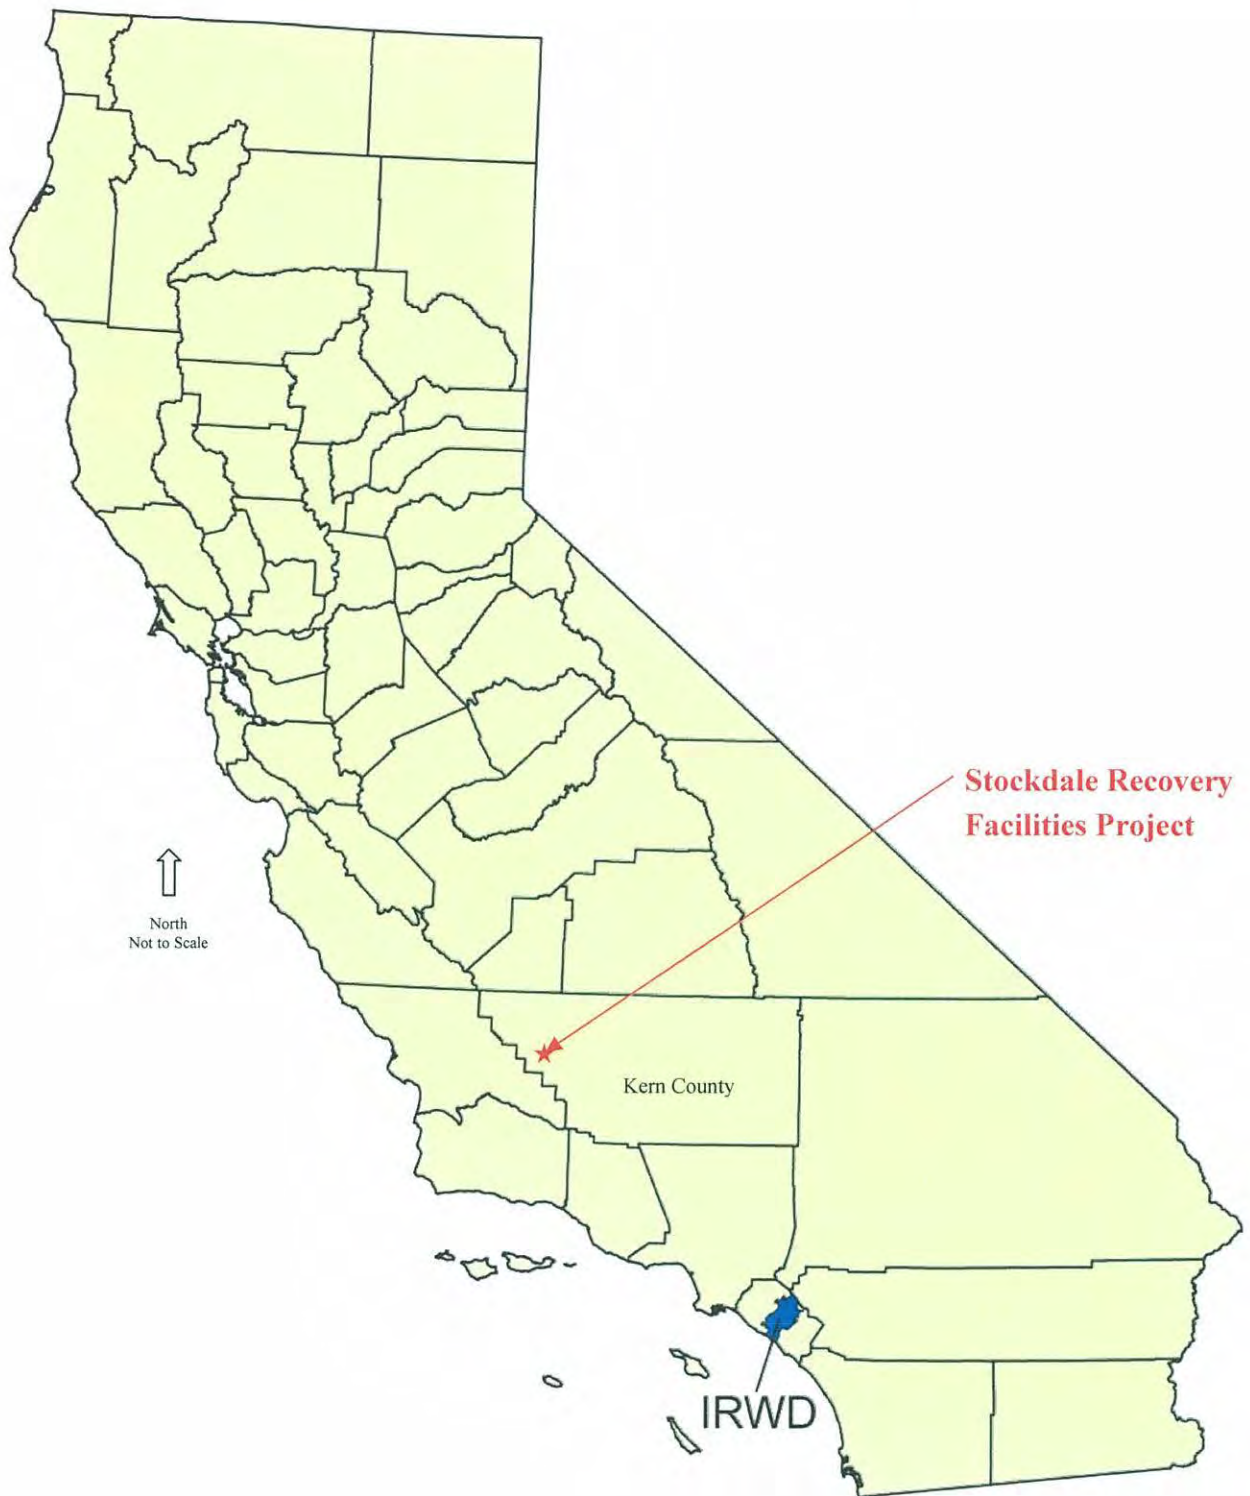 Stockdale Recovery
Facilities Project
North
Not to Scale
Kern County
IRWD